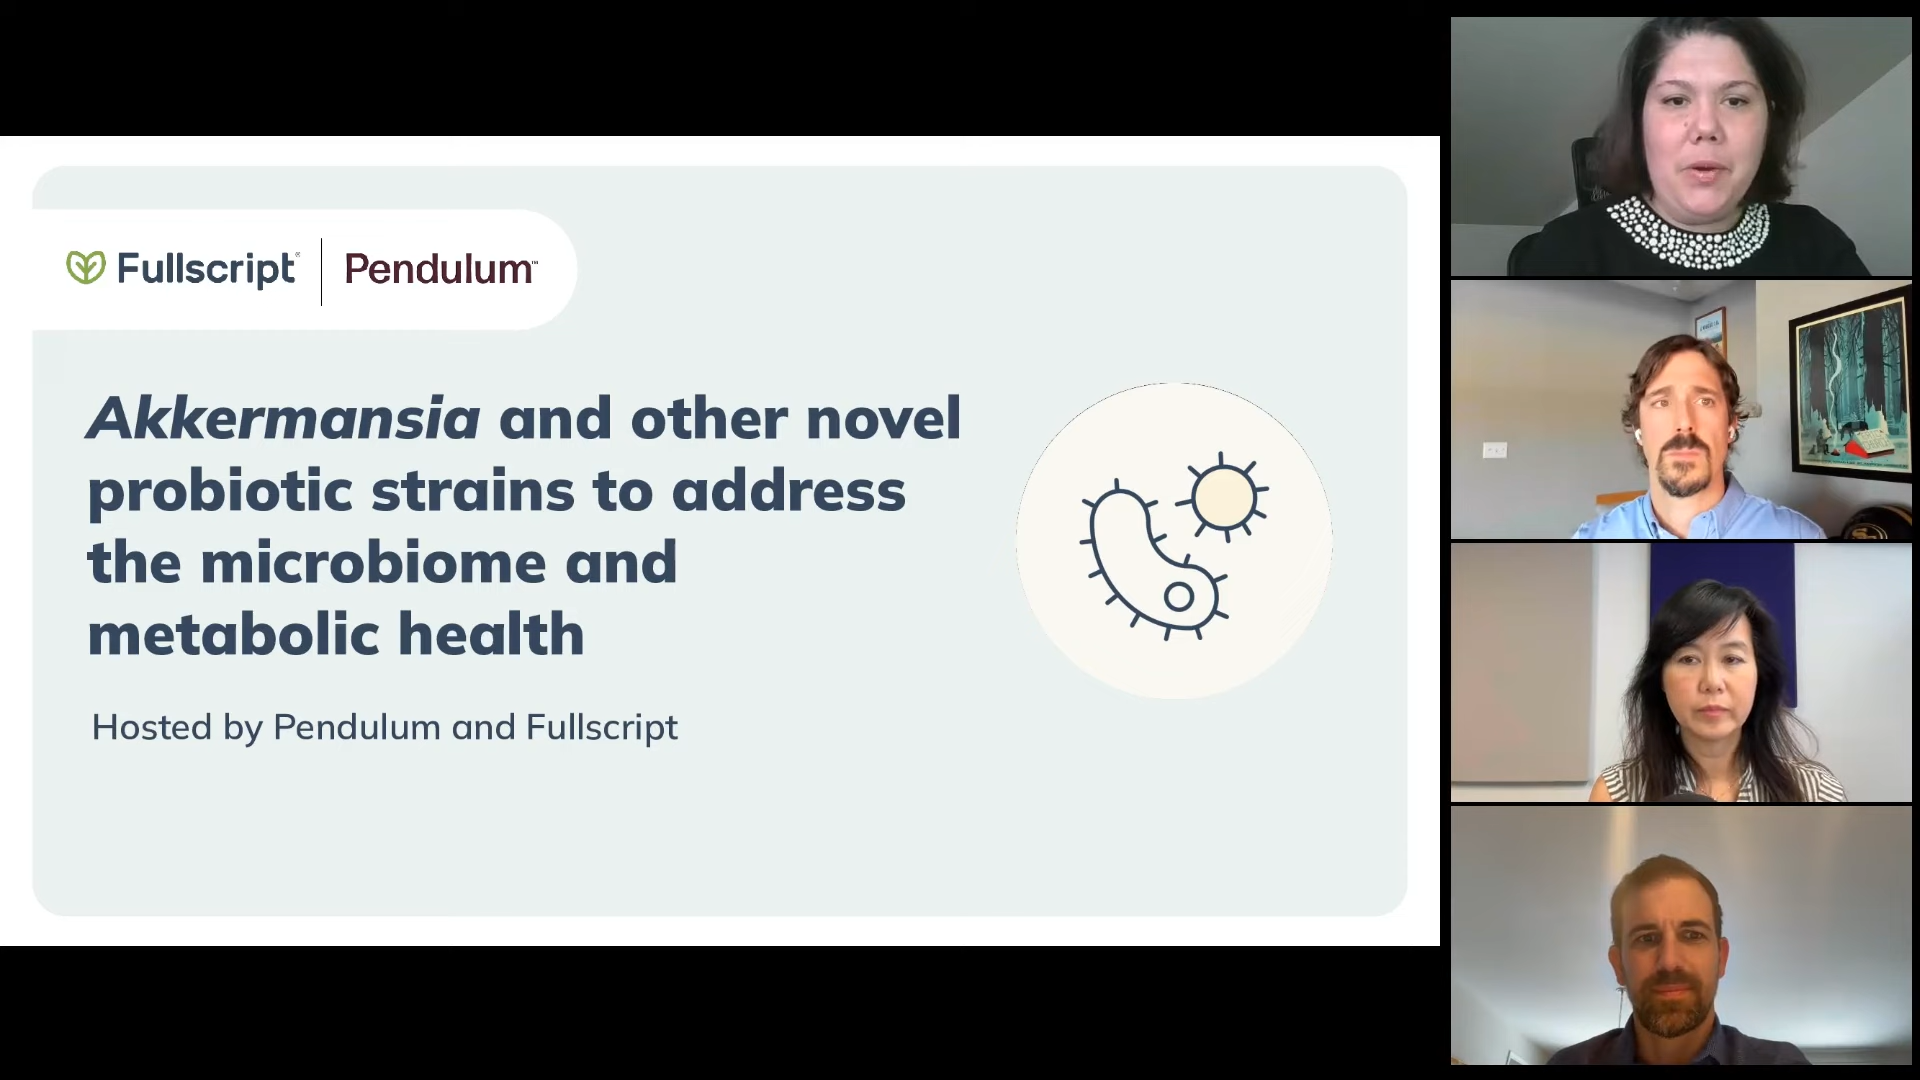 Fullscript® | Pendulum™
Akkermansia and other novel
probiotic strains to address
the microbiome and
metabolic health
Hosted by Pendulum and Fullscript